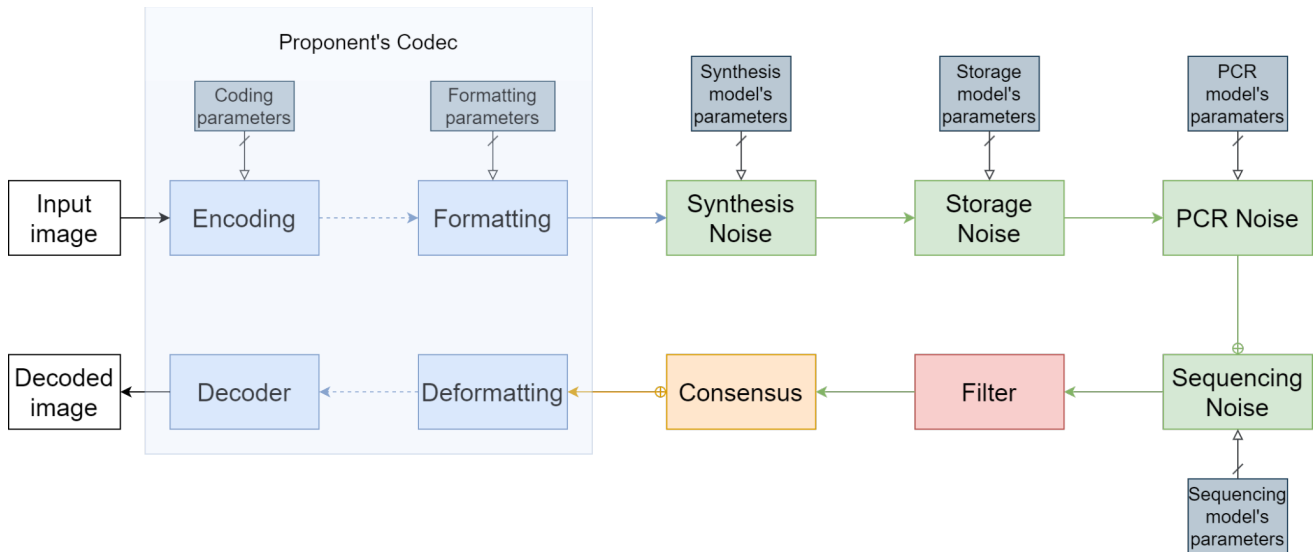 Proponent's Codec
Coding
parameters
Formatting
parameters
Synthesis
model's
parameters
Storage
model's
parameters
PCR
model's
paramaters
Input
image
Encoding
Formatting
Synthesis
Noise
Storage
Noise
PCR Noise
Decoded
image
Decoder
Deformatting
Consensus
Filter
Sequencing
Noise
Sequencing
model's
parameters